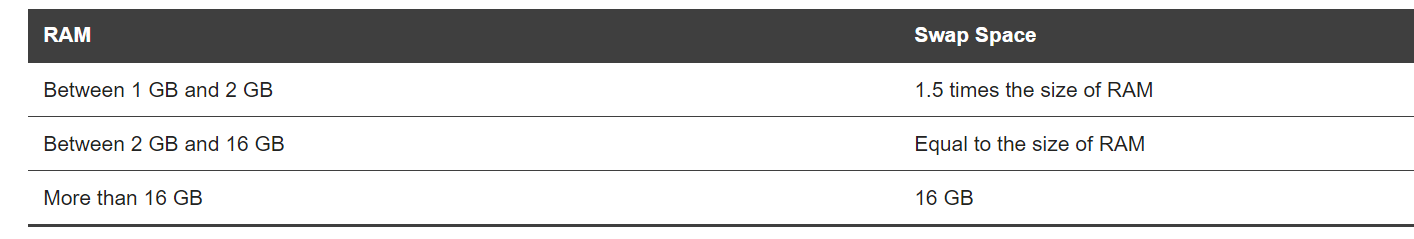 RAM Swap Space
Between 1 GB and 2 GB 1.5 times the size of RAM
Between 2 GB and 16 GB Equal to the size of RAM
More than 16 GB 16 GB